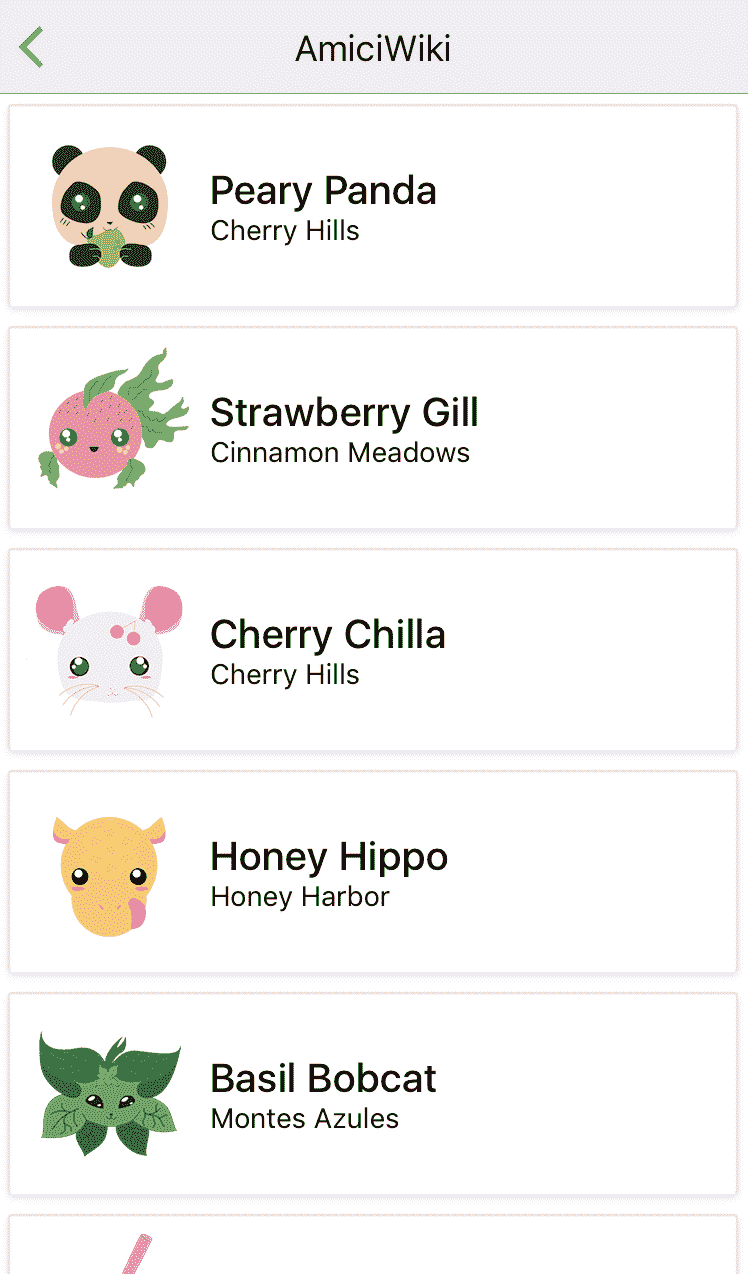 AmiciWiki
Peary Panda
Cherry Hills
Strawberry Gill
Cinnamon Meadows
Cherry Chilla
Cherry Hills
Honey Hippo
Honey Harbor
Basil Bobcat
Montes Azules